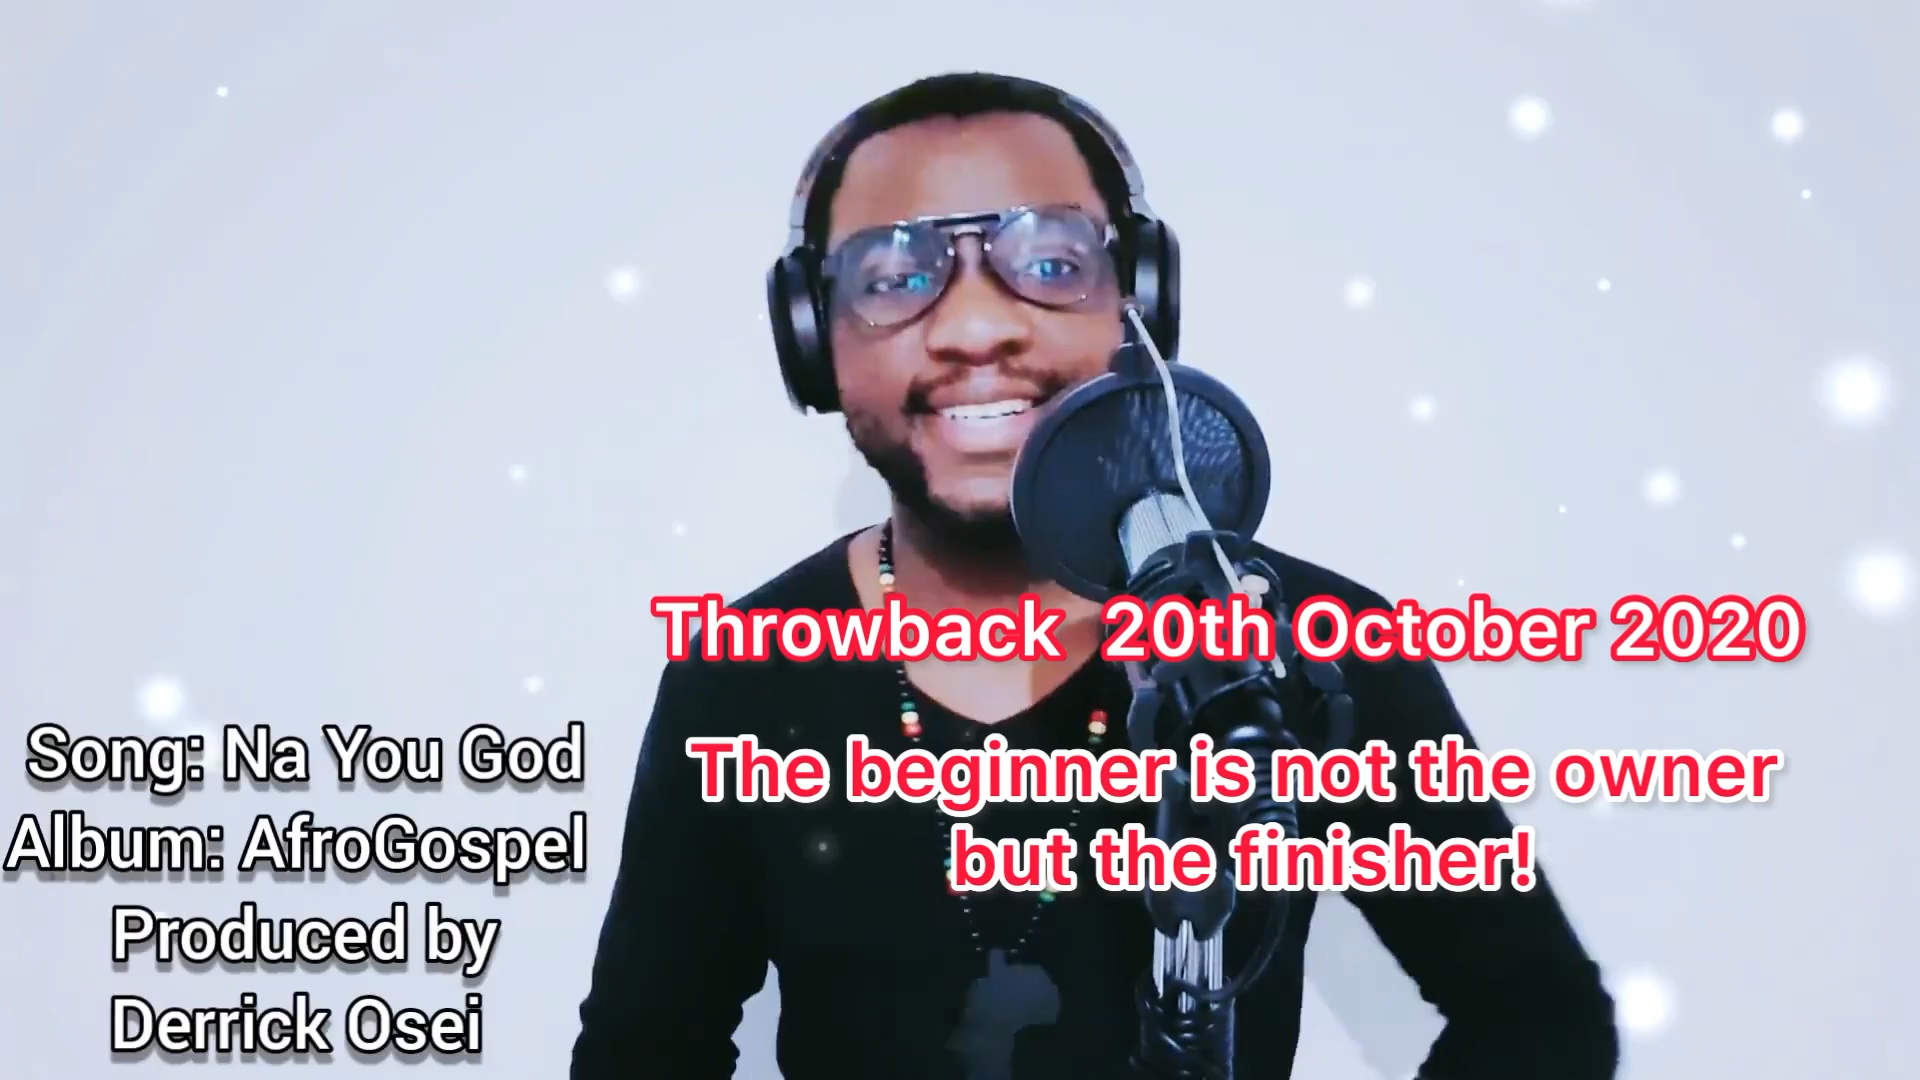 Throwback  20th October 2020
The beginner is not the owner
but the finisher!
Song: Na You God
Album: AfroGospel
Produced by
Derrick Osei